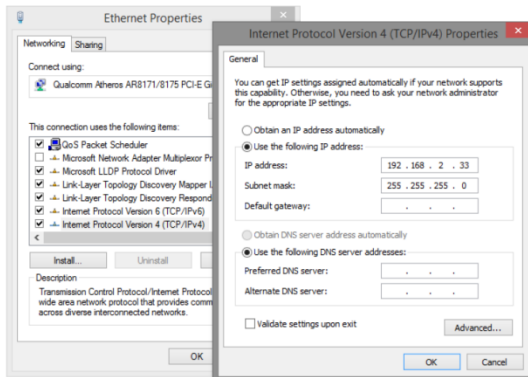 Ethernet Properties
Networking
Sharing
Connect using:
Qualcomm Atheros AR8171/8175 PCI-E
This connection uses the following items:
QoS Packet Scheduler
Microsoft Network Adapter Multiplexor
Microsoft LLDP Protocol Driver
Link-Layer Topology Discovery Mapper
Link-Layer Topology Discovery
Internet Protocol Version 6 (TCP/IPv6)
Internet Protocol Version 4 (TCP/IPv4)
Install...
Uninstall
Description
Transmission Control Protocol/Internet Protocol
wide area network protocol that provides
across diverse interconnected networks.
OK
Internet Protocol Version 4 (TCP/IPv4) Properties
General
You can get IP settings assigned automatically if your network supports
this capability. Otherwise, you need to ask your network administrator
for the appropriate IP settings.
Obtain an IP address automatically
Use the following IP address:
IP address: 192 . 168 . 2 . 33
Subnet mask: 255 . 255 . 255 . 0
Default gateway: . . .
Obtain DNS server address automatically
Use the following DNS server addresses:
Preferred DNS server: . . .
Alternate DNS server: . . .
Validate settings upon exit
Advanced...
OK
Cancel